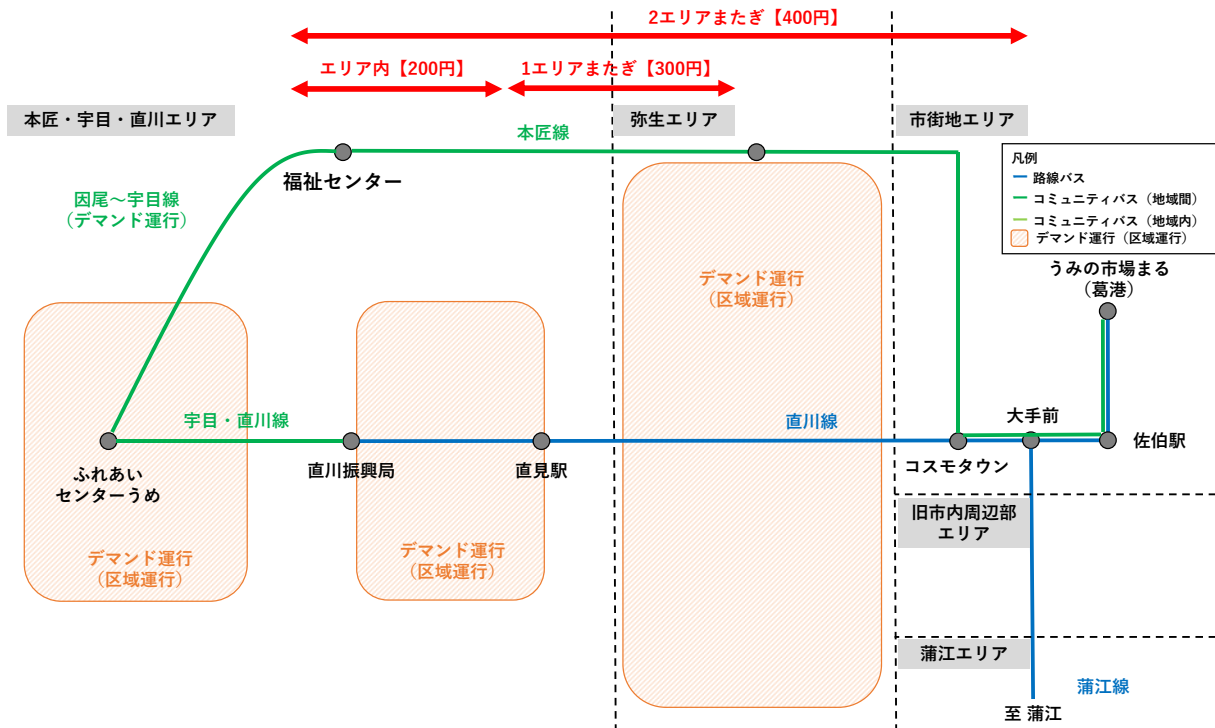 2エリアまたぎ【400円】
エリア内【200円】
1エリアまたぎ【300円】
本匠・宇目・直川エリア
弥生エリア
市街地エリア
本匠線
凡例
路線バス
コミュニティバス（地域間）
コミュニティバス（地域内）
デマンド運行（区域運行）
福祉センター
因尾～宇目線
（デマンド運行）
うみの市場まる
（葛港）
デマンド運行
（区域運行）
宇目・直川線
直川線
大手前
佐伯駅
ふれあい
センターうめ
直川振興局
直見駅
コスモタウン
旧市内周辺部
エリア
デマンド運行
（区域運行）
デマンド運行
（区域運行）
蒲江エリア
蒲江線
至 蒲江